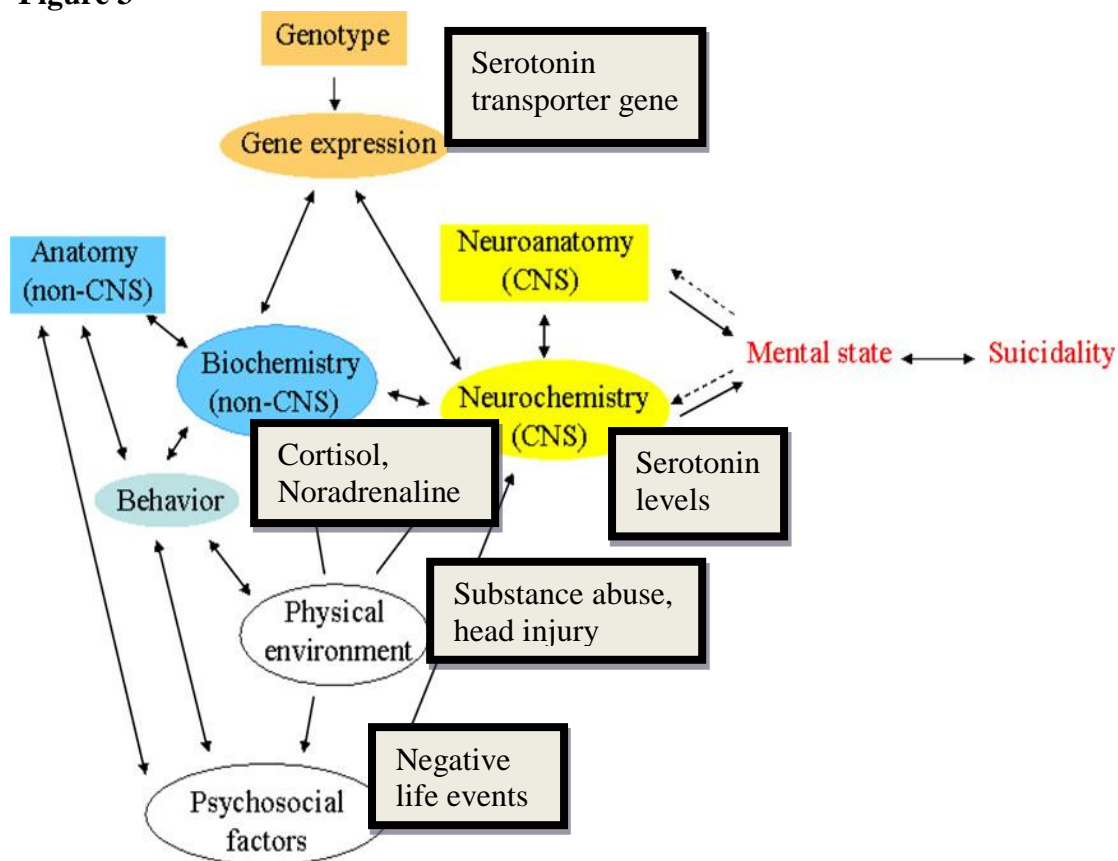 Figure 3
Genotype
Serotonin
transporter gene
Gene expression
Anatomy
(non-CNS)
Neuroanatomy
(CNS)
Biochemistry
(non-CNS)
Neurochemistry
(CNS)
Mental state
Suicidality
Behavior
Cortisol,
Noradrenaline
Serotonin
levels
Physical
environment
Substance abuse,
head injury
Psychosocial
factors
Negative
life events